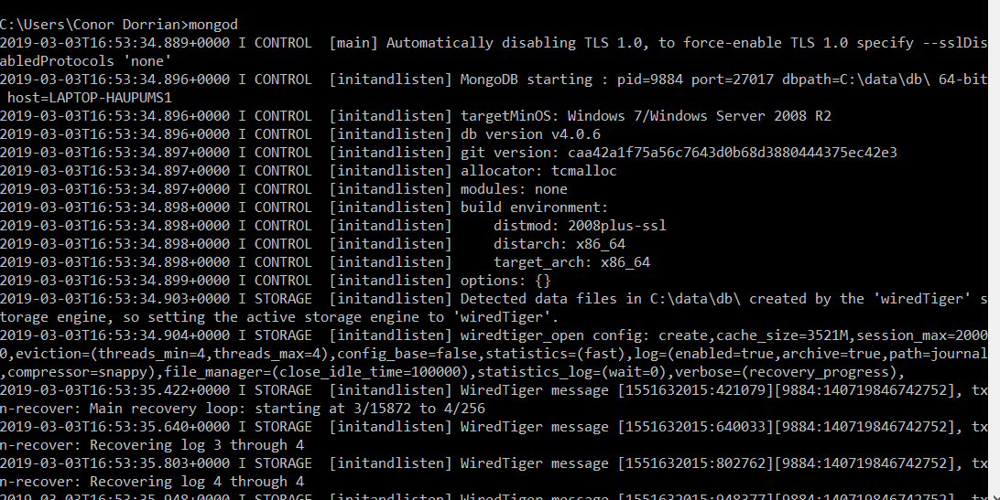 C:\Users\Conor Dorrian>mongod
2019-03-03T16:53:34.889+0000 I CONTROL  [main] Automatically disabling TLS 1.0, to force-enable TLS 1.0 specify --sslDis
abledProtocols 'none'
2019-03-03T16:53:34.896+0000 I CONTROL  [initandlisten] MongoDB starting : pid=9884 port=27017 dbpath=C:\data\db\ 64-bit
 host=LAPTOP-HAUPUMS1
2019-03-03T16:53:34.896+0000 I CONTROL  [initandlisten] targetMinOS: Windows 7/Windows Server 2008 R2
2019-03-03T16:53:34.896+0000 I CONTROL  [initandlisten] db version v4.0.6
2019-03-03T16:53:34.897+0000 I CONTROL  [initandlisten] git version: caa42a1f75a56c7643d0b68d3880444375ec42e3
2019-03-03T16:53:34.897+0000 I CONTROL  [initandlisten] allocator: tcmalloc
2019-03-03T16:53:34.897+0000 I CONTROL  [initandlisten] modules: none
2019-03-03T16:53:34.898+0000 I CONTROL  [initandlisten] build environment:
2019-03-03T16:53:34.898+0000 I CONTROL  [initandlisten]     distmod: 2008plus-ssl
2019-03-03T16:53:34.898+0000 I CONTROL  [initandlisten]     distarch: x86_64
2019-03-03T16:53:34.898+0000 I CONTROL  [initandlisten]     target_arch: x86_64
2019-03-03T16:53:34.899+0000 I CONTROL  [initandlisten] options: {}
2019-03-03T16:53:34.903+0000 I STORAGE  [initandlisten] Detected data files in C:\data\db\ created by the 'wiredTiger' s
torage engine, so setting the active storage engine to 'wiredTiger'.
2019-03-03T16:53:34.904+0000 I STORAGE  [initandlisten] wiredtiger_open config: create,cache_size=3521M,session_max=2000
0,eviction=(threads_min=4,threads_max=4),config_base=false,statistics=(fast),log=(enabled=true,archive=true,path=journal
,compressor=snappy),file_manager=(close_idle_time=100000),statistics_log=(wait=0),verbose=(recovery_progress),
2019-03-03T16:53:35.422+0000 I STORAGE  [initandlisten] WiredTiger message [1551632015:421079][9884:140719846742752], tx
n-recover: Main recovery loop: starting at 3/15872 to 4/256
2019-03-03T16:53:35.640+0000 I STORAGE  [initandlisten] WiredTiger message [1551632015:640033][9884:140719846742752], tx
n-recover: Recovering log 3 through 4
2019-03-03T16:53:35.803+0000 I STORAGE  [initandlisten] WiredTiger message [1551632015:802762][9884:140719846742752], tx
n-recover: Recovering log 4 through 4
2019-03-03T16:53:35.948+0000 I STORAGE  [initandlisten] WiredTiger message [1551632015:948377][9884:140719846742752], tx